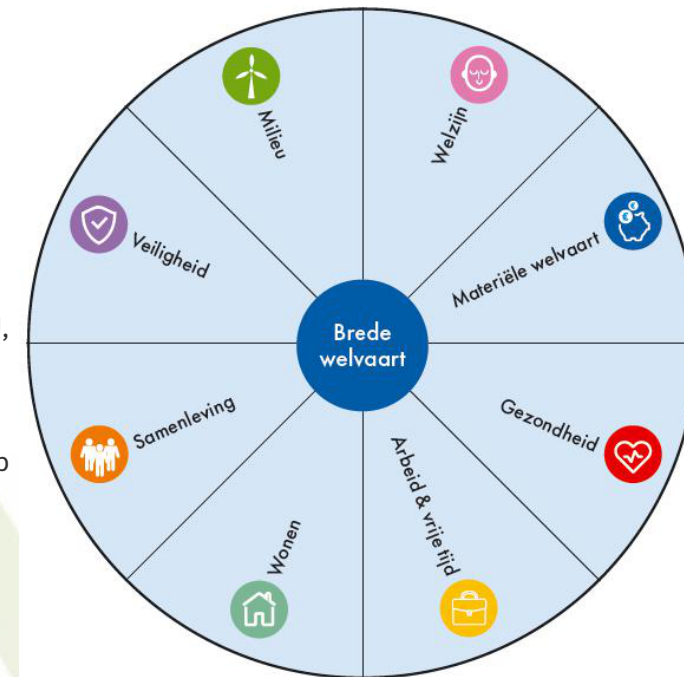 Milieu
Welzijn
Veiligheid
Materiële welvaart
,
Brede
welvaart
Samenleving
Gezondheid
Arbeid & vrije tijd
Wonen